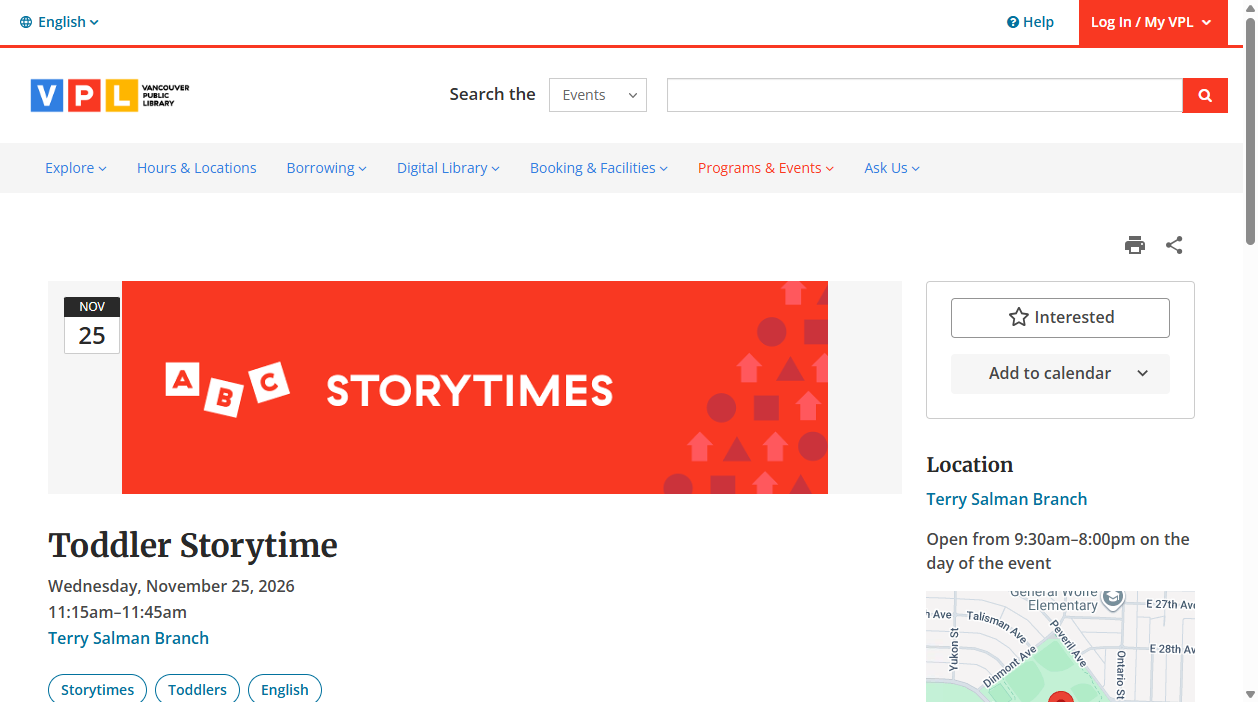 English
Help
Log In / My VPL
V P L VANCOUVER
PUBLIC
LIBRARY
Search the
Events
Explore
Hours & Locations
Borrowing
Digital Library
Booking & Facilities
Programs & Events
Ask Us
NOV
25
A B C STORYTIMES
Interested
Add to calendar
Toddler Storytime
Wednesday, November 25, 2026
11:15am–11:45am
Terry Salman Branch
Storytimes
Toddlers
English
Location
Terry Salman Branch
Open from 9:30am–8:00pm on the
day of the event
General Wolfe
Elementary
E 27th Ave
h Ave
Talisman Ave
Peveril Ave
Yukon St
Dinmont Ave
Ontario St
E 28th Av